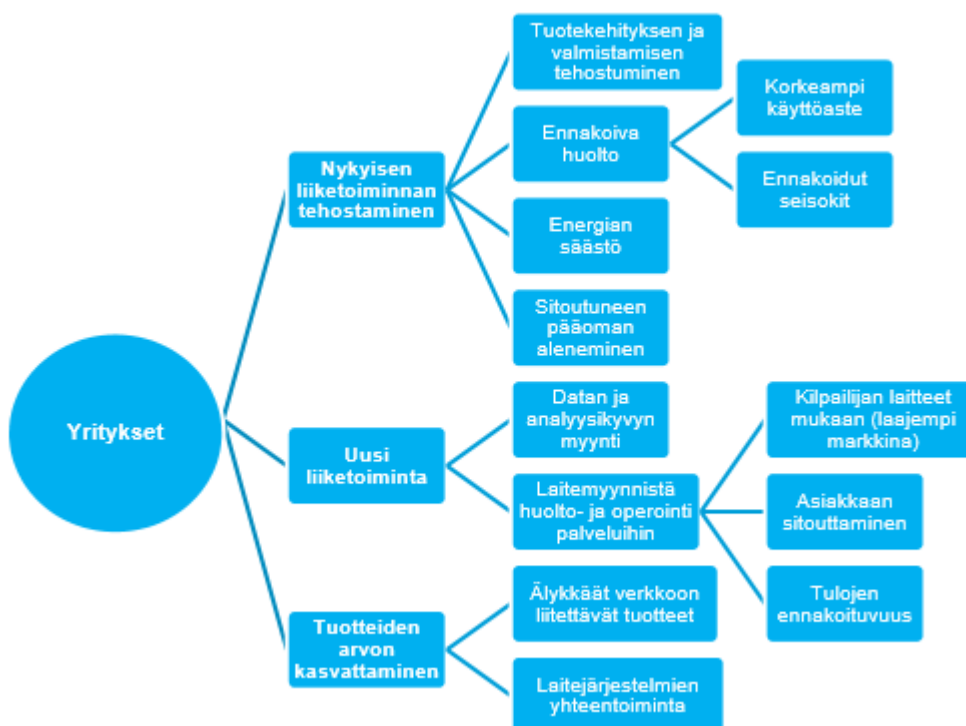 Yritykset
Nykyisen
liiketoiminnan
tehostaminen
Tuotekehityksen ja
valmistamisen
tehostuminen
Ennakoiva
huolto
Korkeampi
käyttöaste
Ennakoidut
seisokit
Energian
säästö
Sitoutuneen
pääoman
aleneminen
Uusi
liiketoiminta
Datan ja
analyysikyvyn
myynti
Laitemyynnistä
huolto- ja operointi
palveluihin
Kilpailijan laitteet
mukaan (laajempi
markkina)
Asiakkaan
sitouttaminen
Tulojen
ennakoituvuus
Tuotteiden
arvon
kasvattaminen
Älykkäät verkkoon
liitettävät tuotteet
Laitejärjestelmien
yhteentoiminta